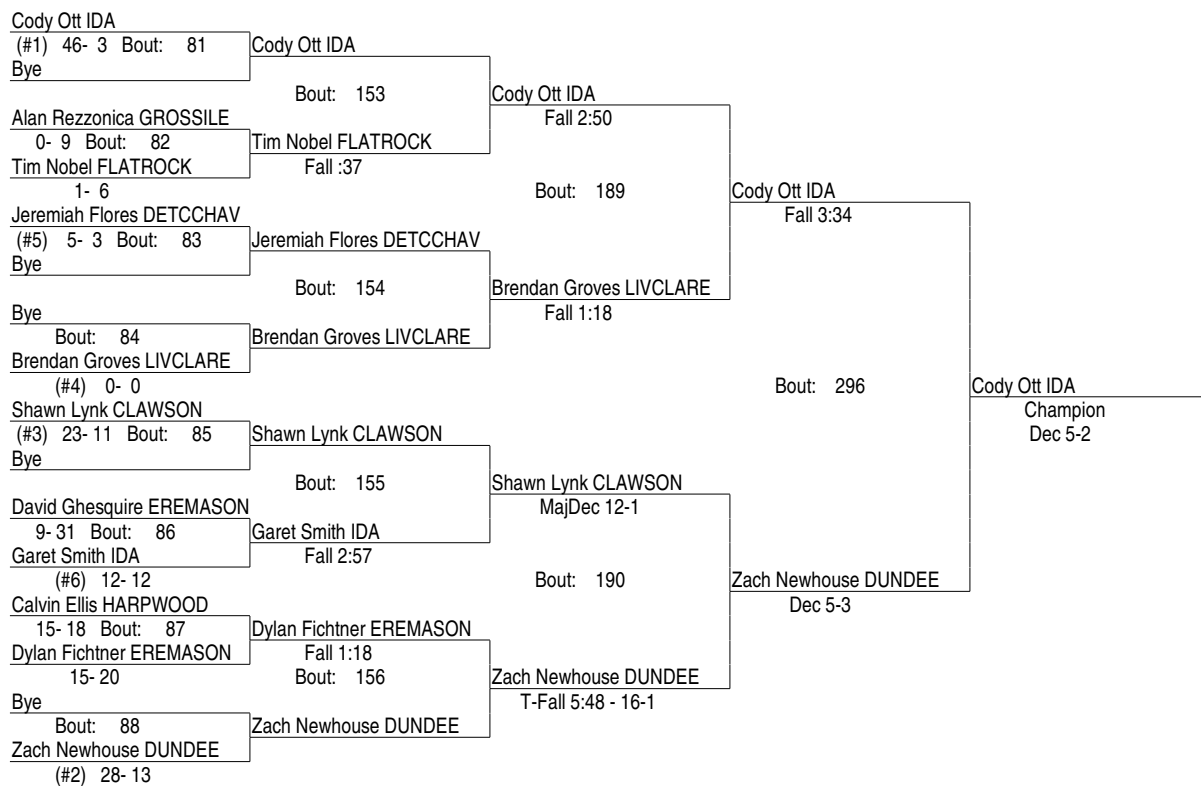 Cody Ott IDA
(#1) 46- 3 Bout: 81
Bye
Cody Ott IDA
Bout: 153
Cody Ott IDA
Fall 2:50
Alan Rezzonica GROSSILE
0- 9 Bout: 82
Tim Nobel FLATROCK
1- 6
Tim Nobel FLATROCK
Fall :37
Bout: 189
Cody Ott IDA
Fall 3:34
Jeremiah Flores DETCCHAV
(#5) 5- 3 Bout: 83
Bye
Jeremiah Flores DETCCHAV
Bout: 154
Brendan Groves LIVCLARE
Fall 1:18
Bye
Bout: 84
Brendan Groves LIVCLARE
(#4) 0- 0
Brendan Groves LIVCLARE
Bout: 296
Cody Ott IDA
Champion
Dec 5-2
Shawn Lynk CLAWSON
(#3) 23- 11 Bout: 85
Bye
Shawn Lynk CLAWSON
Bout: 155
Shawn Lynk CLAWSON
MajDec 12-1
David Ghesquire EREMASON
9- 31 Bout: 86
Garet Smith IDA
(#6) 12- 12
Garet Smith IDA
Fall 2:57
Bout: 190
Zach Newhouse DUNDEE
Dec 5-3
Calvin Ellis HARPWOOD
15- 18 Bout: 87
Dylan Fichtner EREMASON
15- 20
Dylan Fichtner EREMASON
Fall 1:18
Bout: 156
Zach Newhouse DUNDEE
T-Fall 5:48 - 16-1
Bye
Bout: 88
Zach Newhouse DUNDEE
(#2) 28- 13
Zach Newhouse DUNDEE